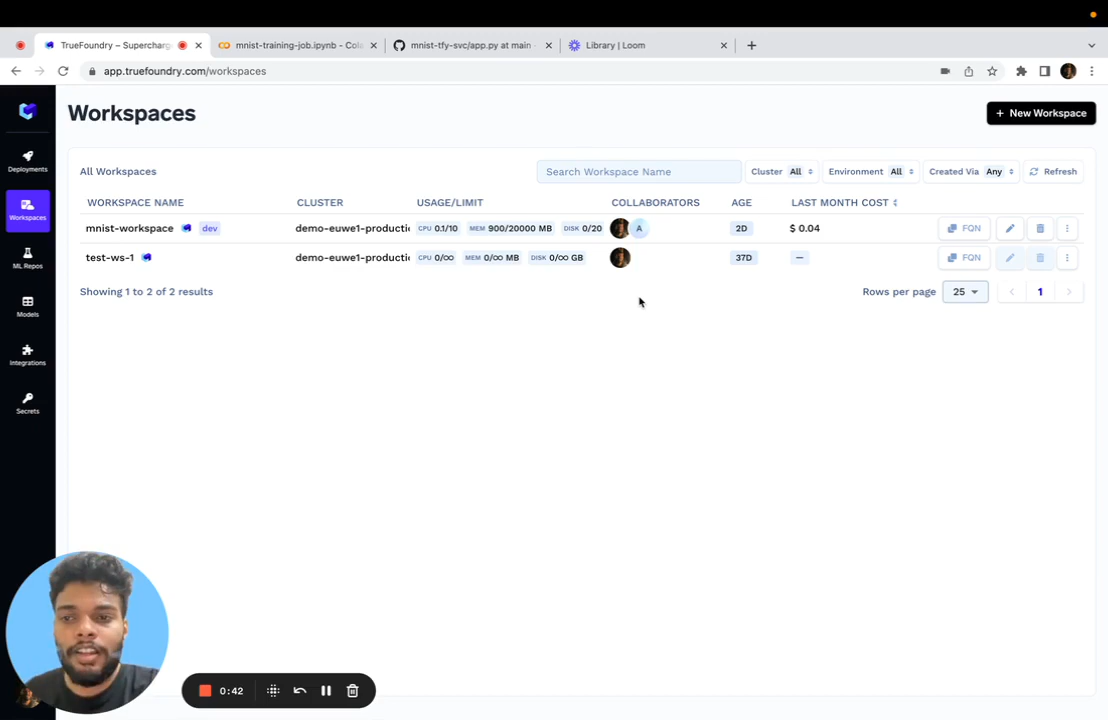 TrueFoundry – Supercharg
mnist-training-job.ipynb - Cola
mnist-tfy-svc/app.py at main
Library | Loom
app.truefoundry.com/workspaces
Workspaces
+ New Workspace
Deployments
Workspaces
ML Repos
Models
Integrations
Secrets
All Workspaces
Search Workspace Name
Cluster All
Environment All
Created Via Any
Refresh
WORKSPACE NAME CLUSTER USAGE/LIMIT COLLABORATORS AGE LAST MONTH COST
mnist-workspace dev demo-euwe1-productic CPU 0.1/10 MEM 900/20000 MB DISK 0/20 A 2D $ 0.04 FQN
test-ws-1 demo-euwe1-productic CPU 0/∞ MEM 0/∞ MB DISK 0/∞ GB 37D — FQN
Showing 1 to 2 of 2 results
Rows per page 25 1
0:42